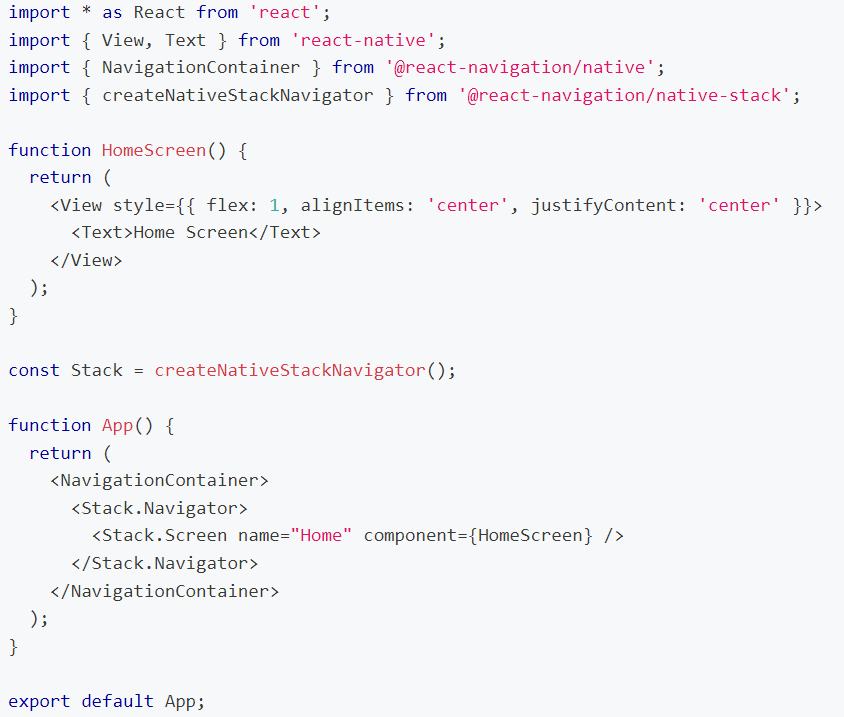 import * as React from 'react';
import { View, Text } from 'react-native';
import { NavigationContainer } from '@react-navigation/native';
import { createNativeStackNavigator } from '@react-navigation/native-stack';

function HomeScreen() {
  return (
    <View style={{ flex: 1, alignItems: 'center', justifyContent: 'center' }}>
      <Text>Home Screen</Text>
    </View>
  );
}

const Stack = createNativeStackNavigator();

function App() {
  return (
    <NavigationContainer>
      <Stack.Navigator>
        <Stack.Screen name="Home" component={HomeScreen} />
      </Stack.Navigator>
    </NavigationContainer>
  );
}

export default App;